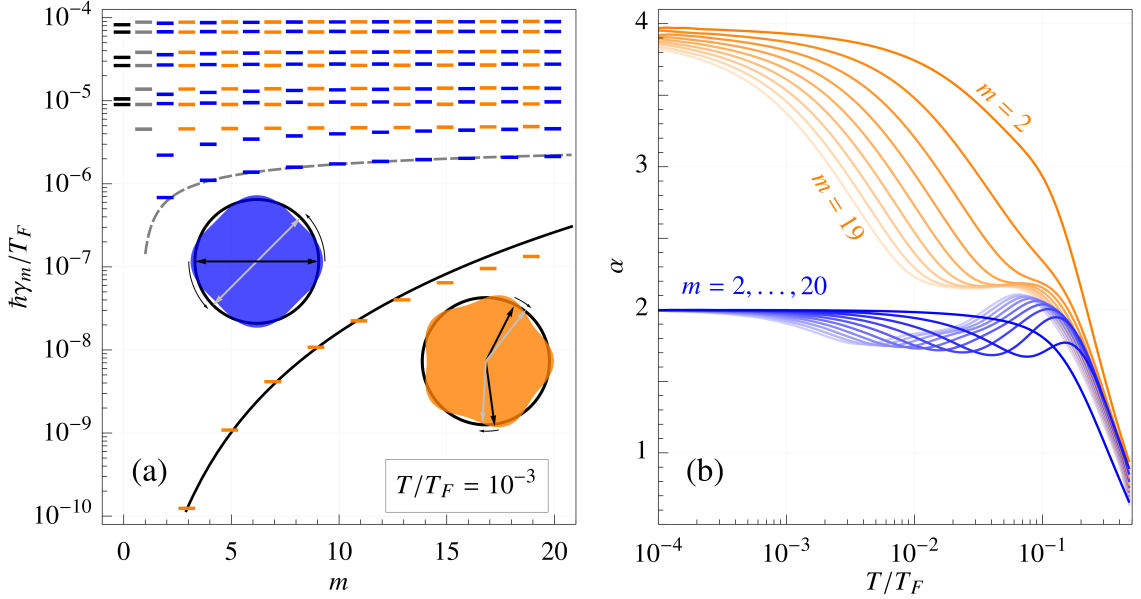 10⁻⁴
10⁻⁵
10⁻⁶
10⁻⁷
10⁻⁸
10⁻⁹
10⁻¹⁰
ħγₘ/T_F
(a)
T/T_F = 10⁻³
0
5
10
15
20
m
4
3
2
1
α
m = 2
m = 19
m = 2, . . . , 20
(b)
10⁻⁴
10⁻³
10⁻²
10⁻¹
T/T_F